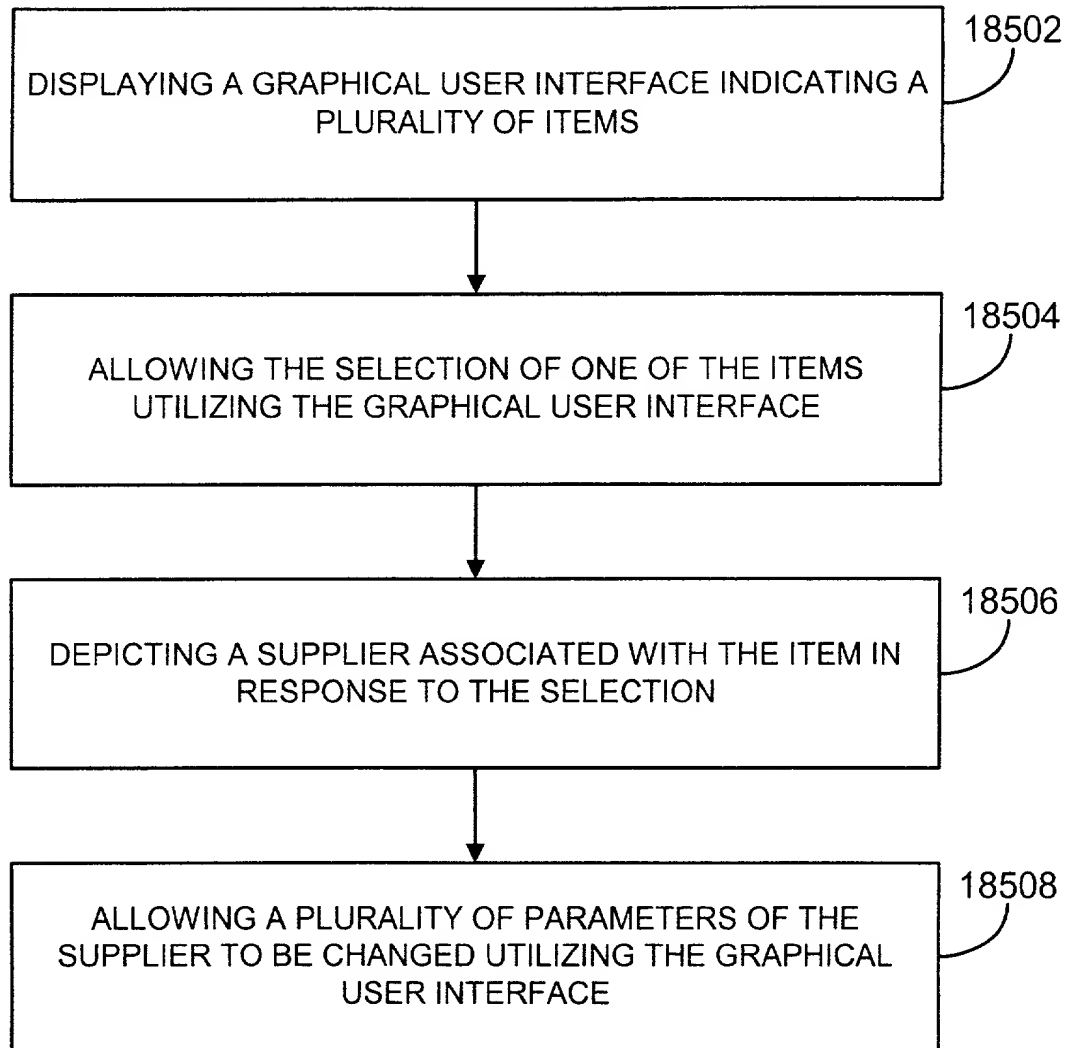 18502
DISPLAYING A GRAPHICAL USER INTERFACE INDICATING A
PLURALITY OF ITEMS
18504
ALLOWING THE SELECTION OF ONE OF THE ITEMS
UTILIZING THE GRAPHICAL USER INTERFACE
18506
DEPICTING A SUPPLIER ASSOCIATED WITH THE ITEM IN
RESPONSE TO THE SELECTION
18508
ALLOWING A PLURALITY OF PARAMETERS OF THE
SUPPLIER TO BE CHANGED UTILIZING THE GRAPHICAL
USER INTERFACE